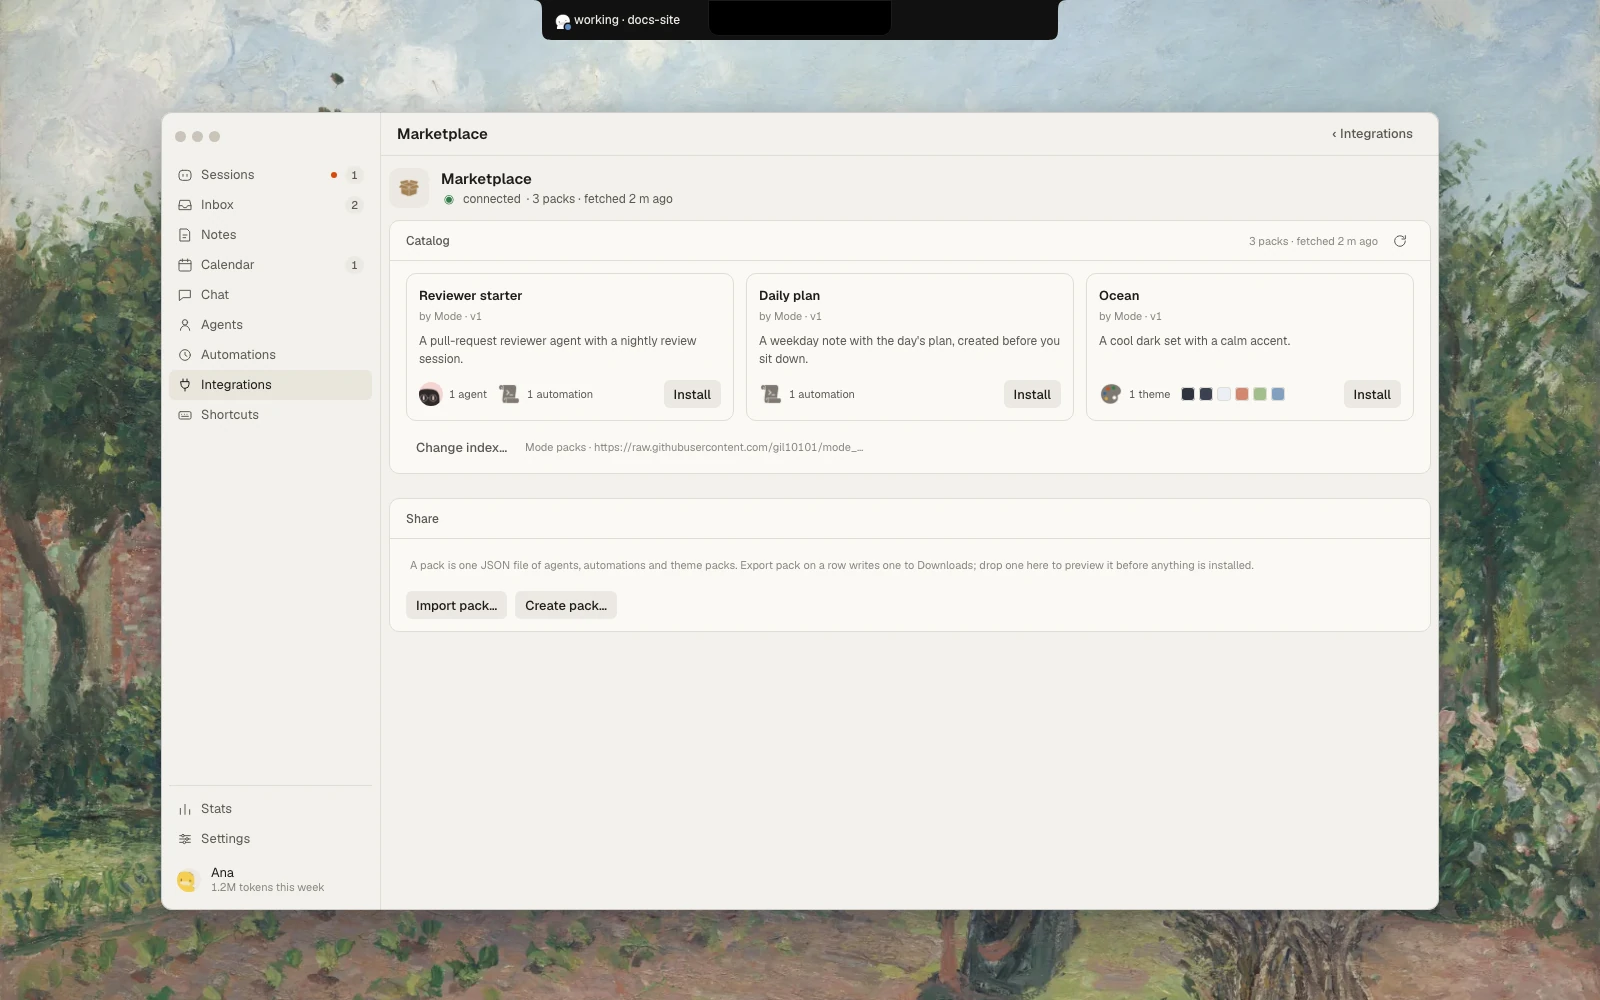 working · docs-site
Marketplace
‹ Integrations
Sessions
1
Inbox
2
Notes
Calendar
1
Chat
Agents
Automations
Integrations
Shortcuts
Marketplace
connected · 3 packs · fetched 2 m ago
Catalog
3 packs · fetched 2 m ago
Reviewer starter
by Mode · v1
A pull-request reviewer agent with a nightly review
session.
1 agent
1 automation
Install
Daily plan
by Mode · v1
A weekday note with the day's plan, created before you
sit down.
1 automation
Install
Ocean
by Mode · v1
A cool dark set with a calm accent.
1 theme
Install
Change index…
Mode packs · https://raw.githubusercontent.com/gil10101/mode_…
Share
A pack is one JSON file of agents, automations and theme packs. Export pack on a row writes one to Downloads; drop one here to preview it before anything is installed.
Import pack…
Create pack…
Stats
Settings
Ana
1.2M tokens this week